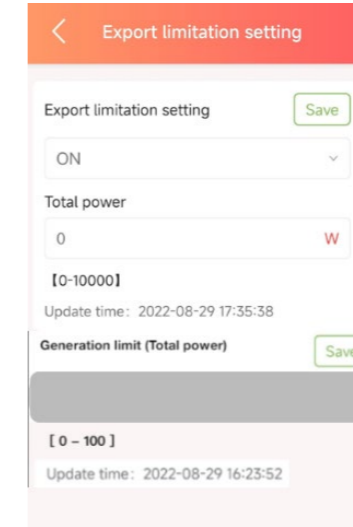 Export limitation setting
Export limitation setting Save
ON
Total power
0 W
【0-10000】
Update time: 2022-08-29 17:35:38
Generation limit (Total power) Save
[ 0 – 100 ]
Update time: 2022-08-29 16:23:52